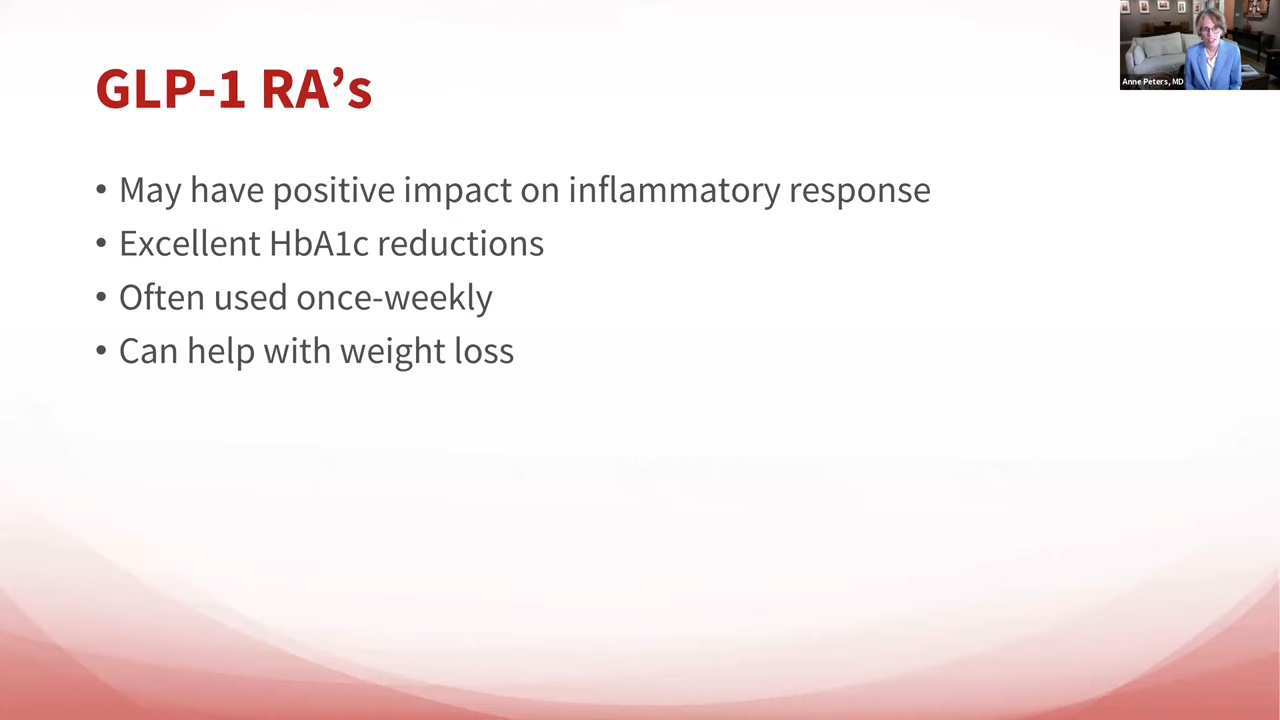 GLP-1 RA’s
• May have positive impact on inflammatory response
• Excellent HbA1c reductions
• Often used once-weekly
• Can help with weight loss
Anne Peters, MD